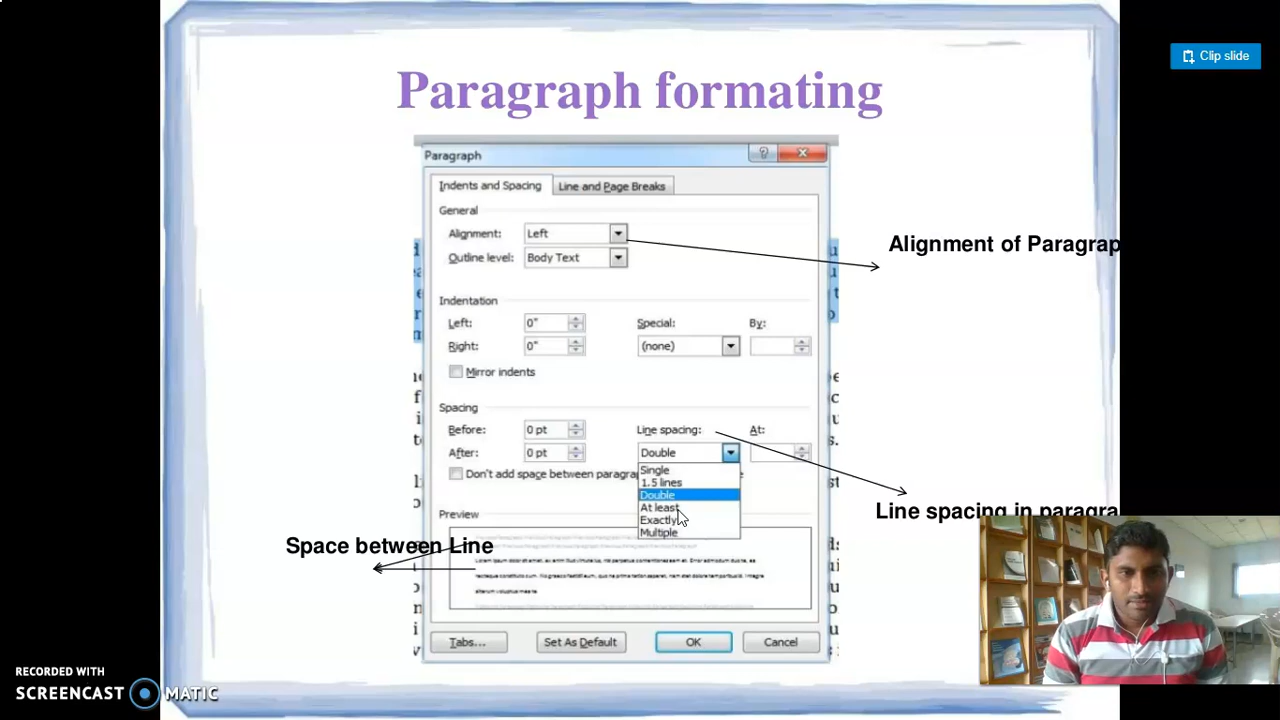 Clip slide
Paragraph formating
Paragraph
Indents and Spacing
Line and Page Breaks
General
Alignment: Left
Alignment of Paragrap
Outline level: Body Text
Indentation
Left: 0" Special: By:
Right: 0" (none)
Mirror indents
Spacing
Before: 0 pt Line spacing: At:
After: 0 pt Double
Don't add space between paragra
Single
1.5 lines
Double
At least
Exactly
Multiple
Line spacing in paragra
Preview
Space between Line
Tabs... Set As Default OK Cancel
RECORDED WITH
SCREENCAST MATIC